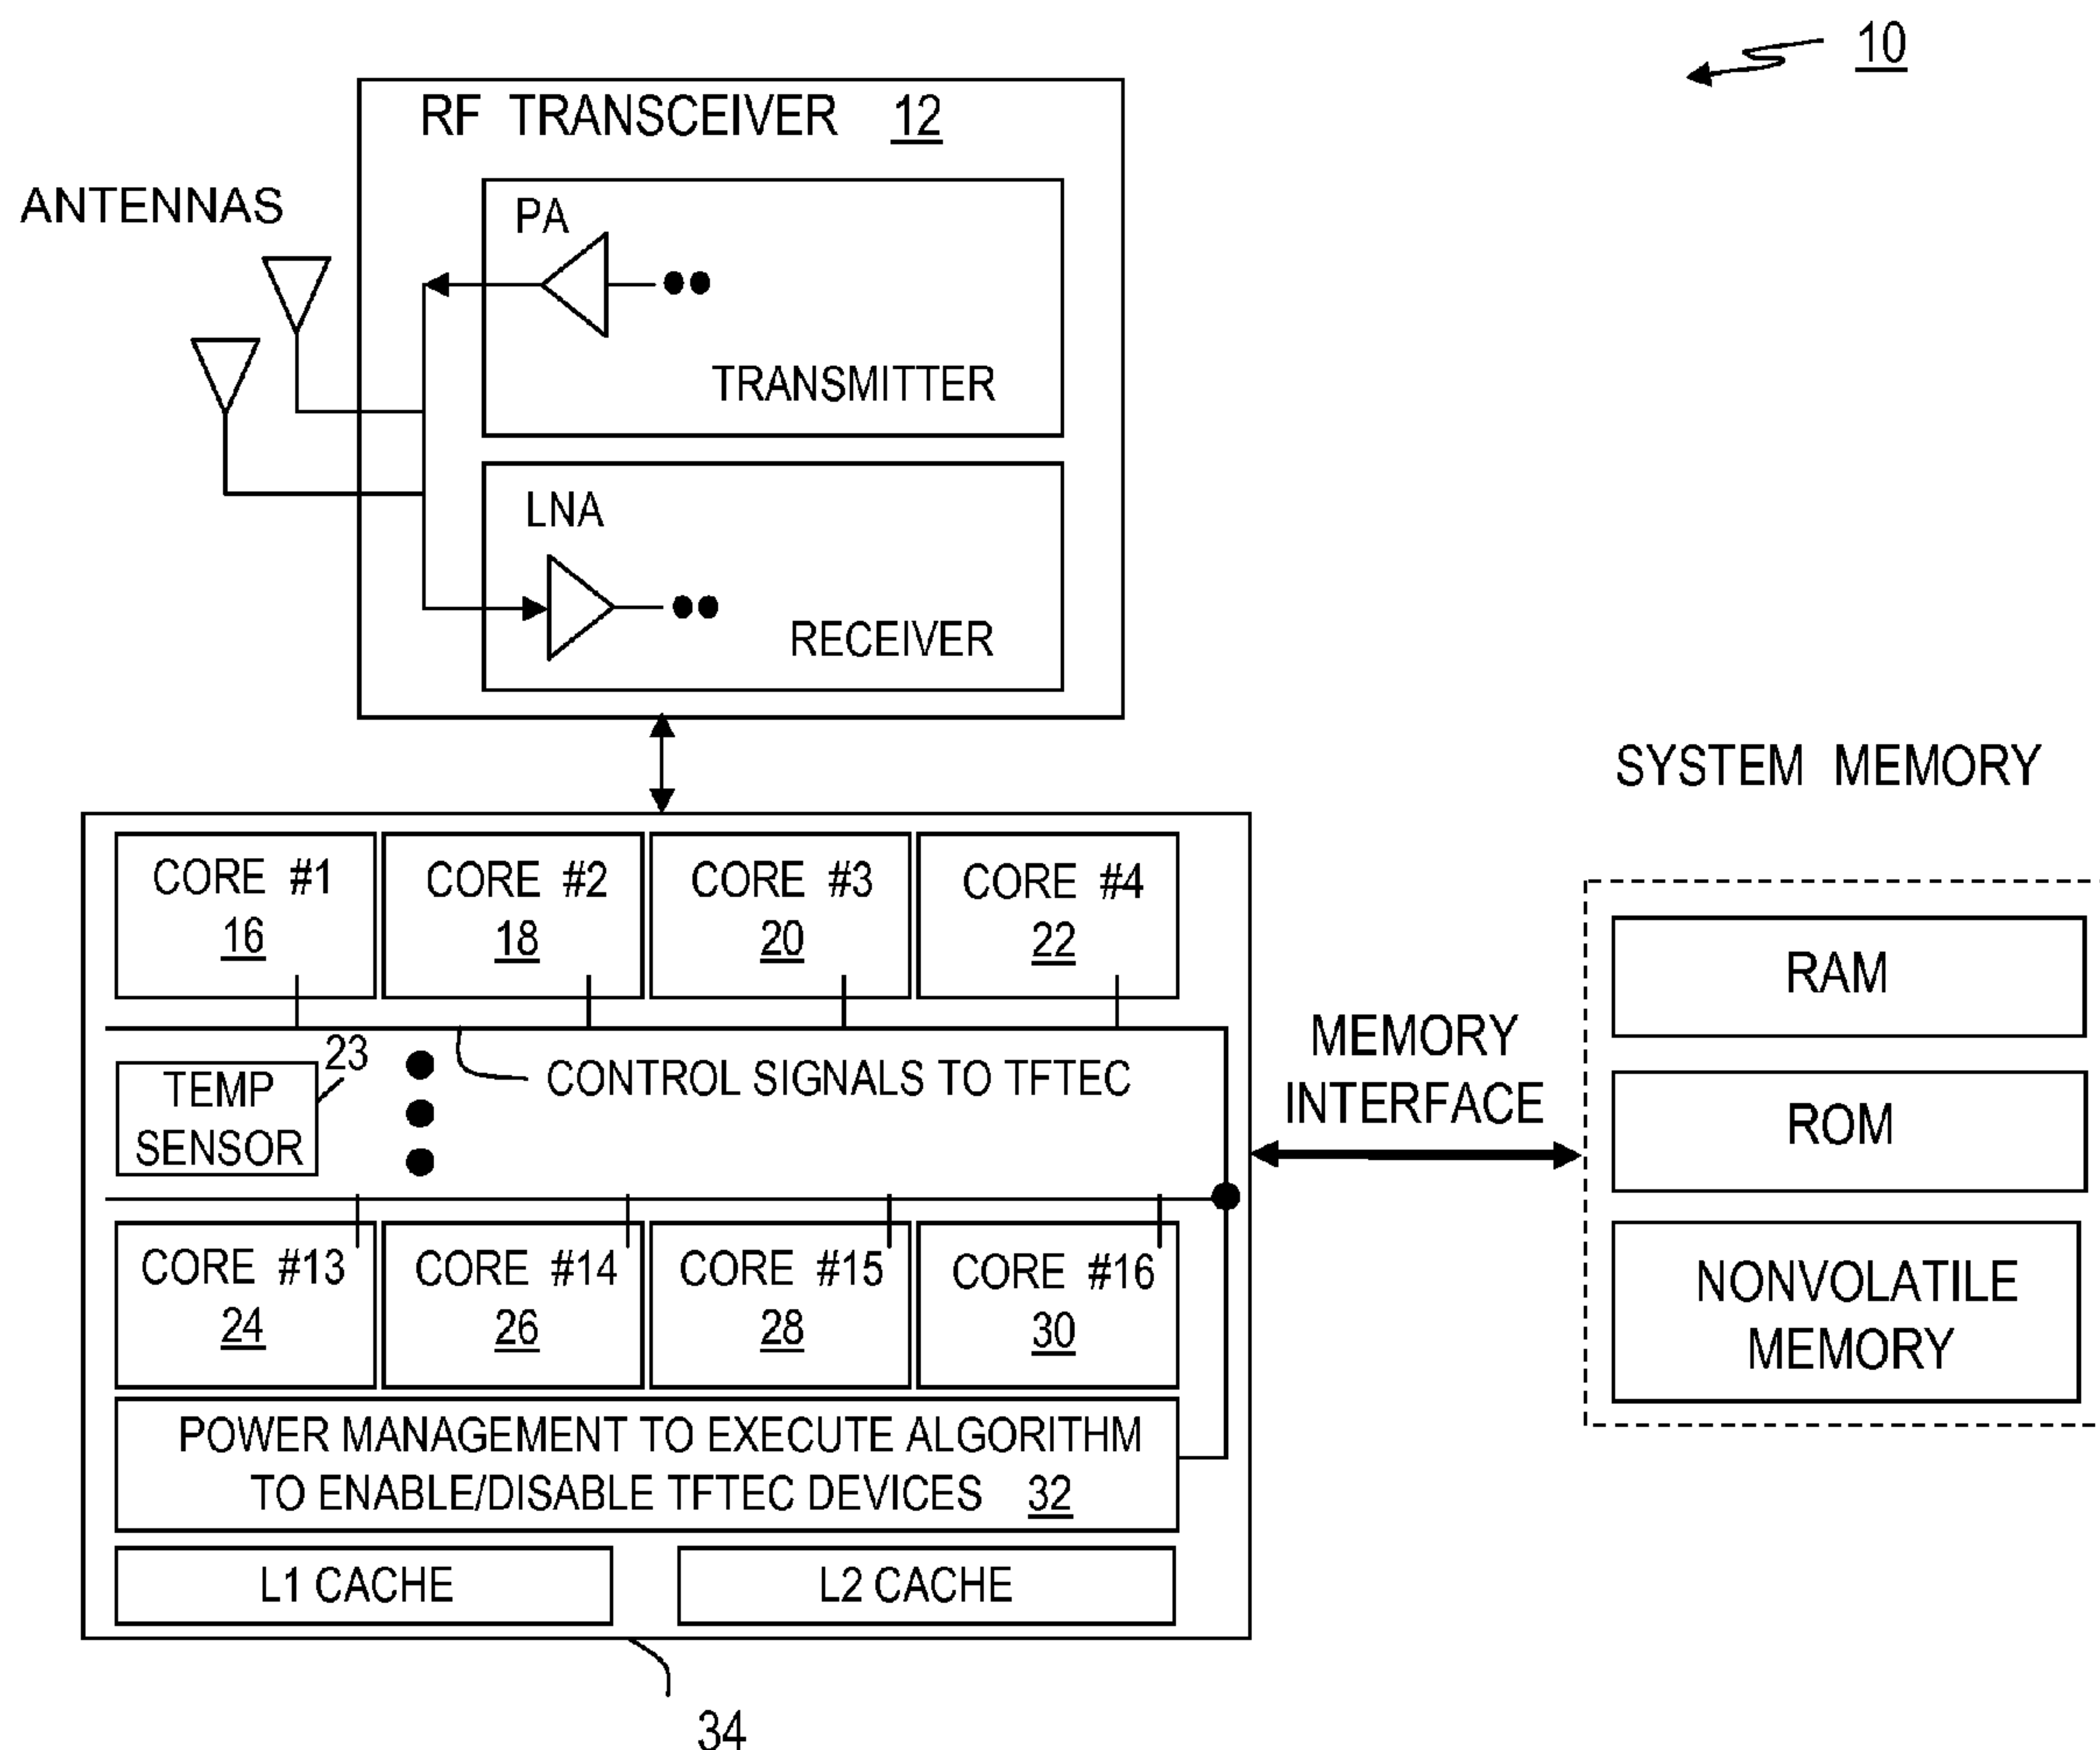 10
RF TRANSCEIVER 12
ANTENNAS
PA
TRANSMITTER
LNA
RECEIVER
SYSTEM MEMORY
CORE #1
16
CORE #2
18
CORE #3
20
CORE #4
22
RAM
MEMORY
INTERFACE
23
TEMP
SENSOR
CONTROL SIGNALS TO TFTEC
ROM
CORE #13
24
CORE #14
26
CORE #15
28
CORE #16
30
NONVOLATILE
MEMORY
POWER MANAGEMENT TO EXECUTE ALGORITHM
TO ENABLE/DISABLE TFTEC DEVICES 32
L1 CACHE
L2 CACHE
34